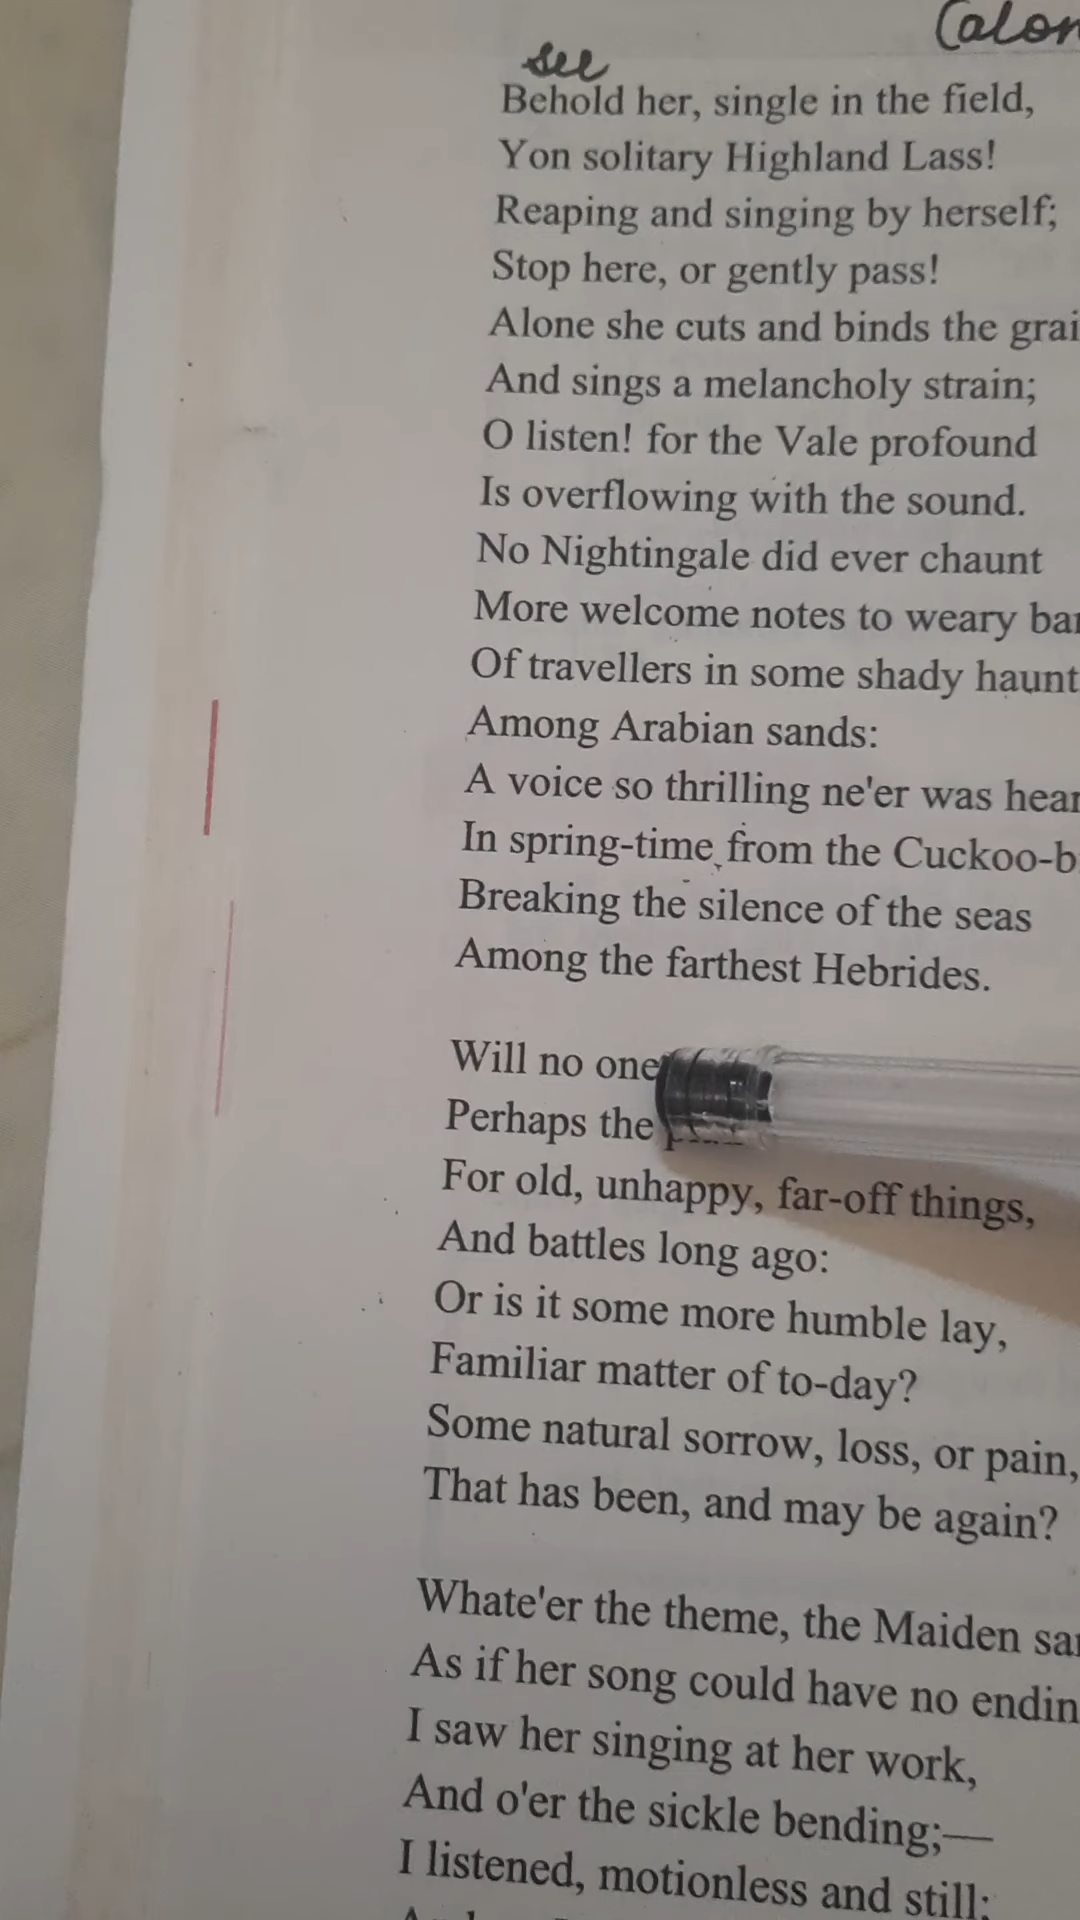 (alon
see
Behold her, single in the field,
Yon solitary Highland Lass!
Reaping and singing by herself;
Stop here, or gently pass!
Alone she cuts and binds the grai
And sings a melancholy strain;
O listen! for the Vale profound
Is overflowing with the sound.
No Nightingale did ever chaunt
More welcome notes to weary ban
Of travellers in some shady haunt
Among Arabian sands:
A voice so thrilling ne'er was hear
In spring-time from the Cuckoo-b
Breaking the silence of the seas
Among the farthest Hebrides.
Will no one
Perhaps the
For old, unhappy, far-off things,
And battles long ago:
Or is it some more humble lay,
Familiar matter of to-day?
Some natural sorrow, loss, or pain,
That has been, and may be again?
Whate'er the theme, the Maiden sa
As if her song could have no endin
I saw her singing at her work,
And o'er the sickle bending;—
I listened, motionless and still;